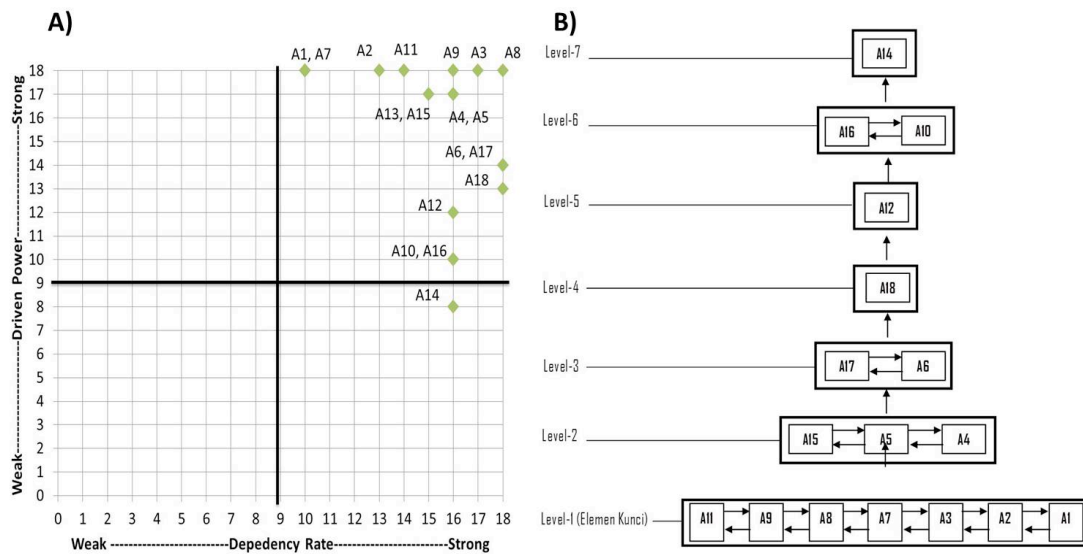 A)
A1, A7
A2
A11
A9
A3
A8
A13, A15
A4, A5
A6, A17
A18
A12
A10, A16
A14
Weak------------------Driven Power-------------------Strong
18
17
16
15
14
13
12
11
10
9
8
7
6
5
4
3
2
1
0
0 1 2 3 4 5 6 7 8 9 10 11 12 13 14 15 16 17 18
Weak ------------------Depedency Rate------------------- Strong
B)
Level-7
A14
Level-6
A16 A10
Level-5
A12
Level-4
A18
Level-3
A17 A6
Level-2
A15 A5 A4
Level-1 (Elemen Kunci)
A11 A9 A8 A7 A3 A2 A1